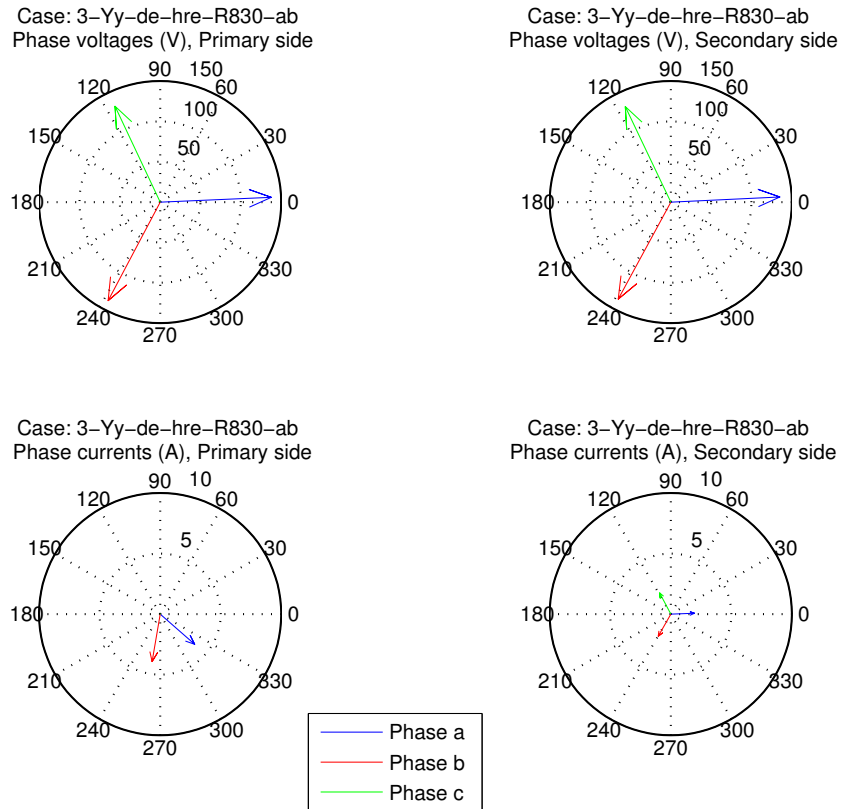 Case: 3−Yy−de−hre−R830−ab
Phase voltages (V), Primary side
90 150
120 60
100
150 30
50
180 0
210 330
240 300
270
Case: 3−Yy−de−hre−R830−ab
Phase voltages (V), Secondary side
90 150
120 60
100
150 30
50
180 0
210 330
240 300
270
Case: 3−Yy−de−hre−R830−ab
Phase currents (A), Primary side
90 10
120 60
150 5 30
180 0
210 330
240 300
270
Case: 3−Yy−de−hre−R830−ab
Phase currents (A), Secondary side
90 10
120 60
150 5 30
180 0
210 330
240 300
270
Phase a
Phase b
Phase c